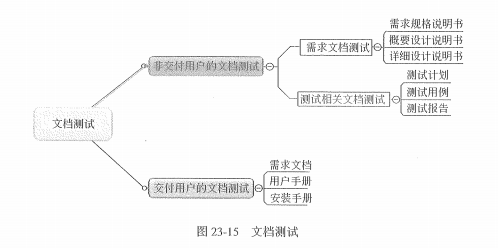 文档测试
非交付用户的文档测试
需求文档测试
需求规格说明书
概要设计说明书
详细设计说明书
测试相关文档测试
测试计划
测试用例
测试报告
交付用户的文档测试
需求文档
用户手册
安装手册
图 23-15 文档测试